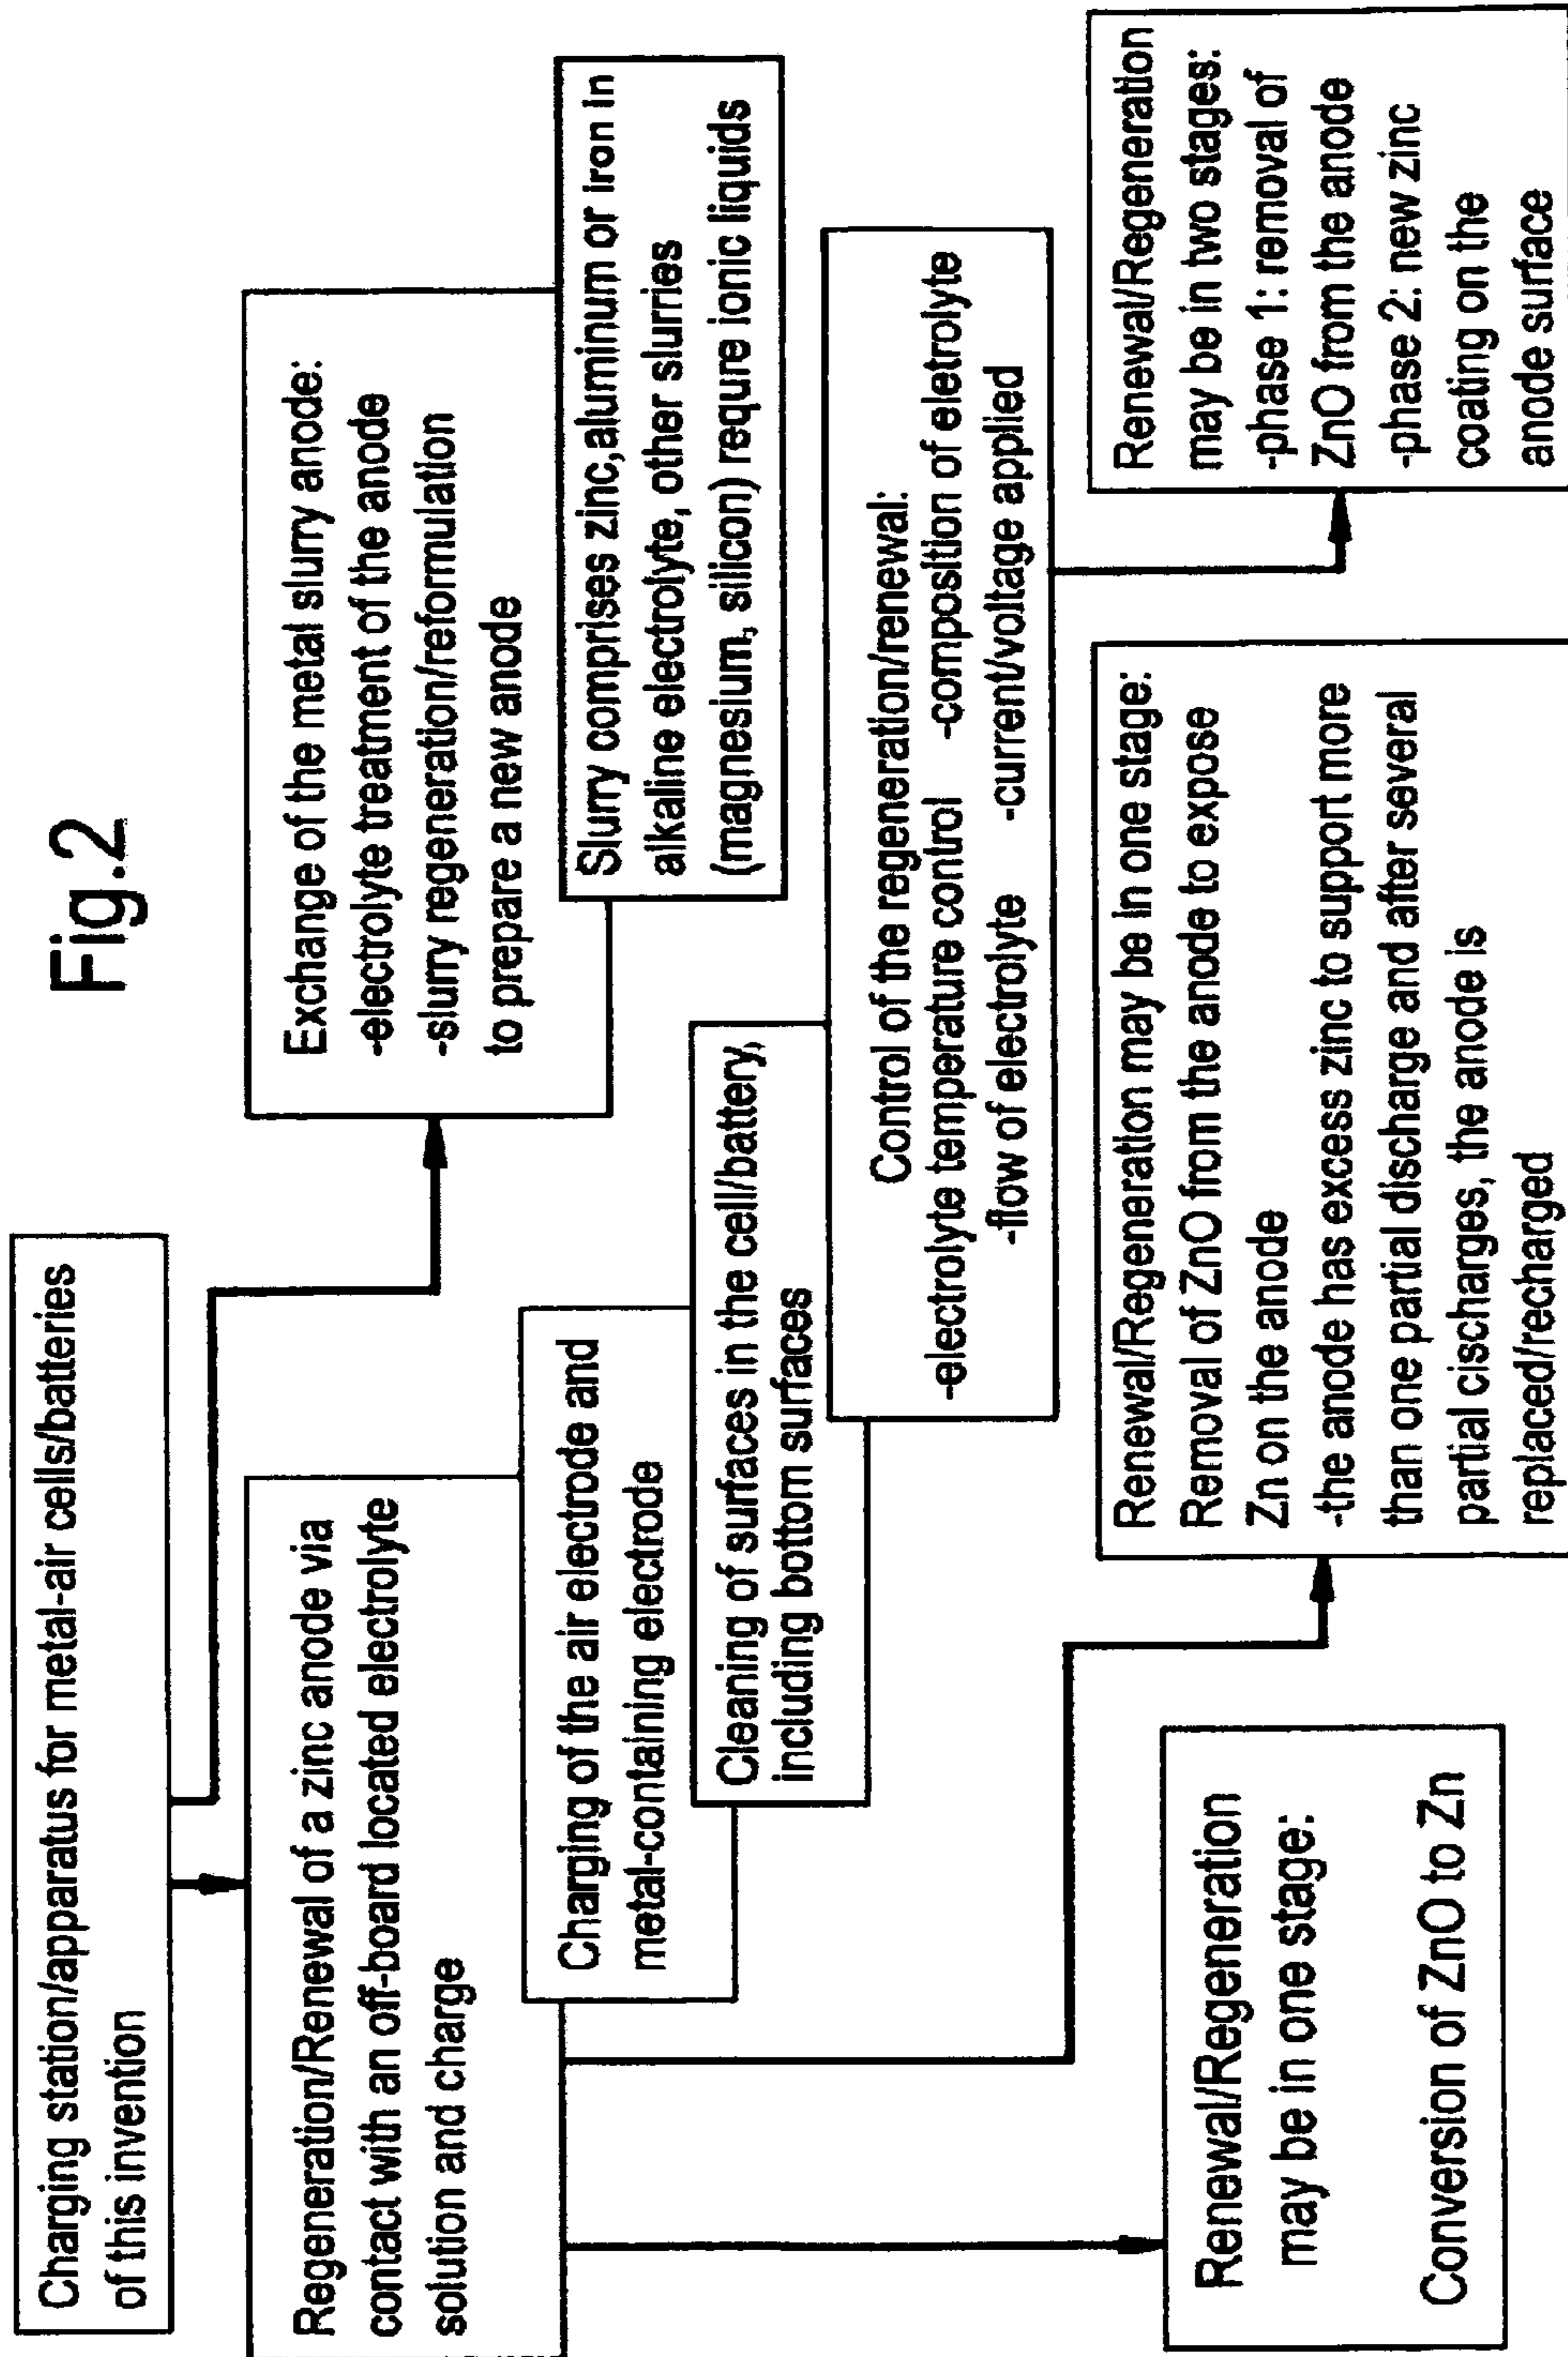 Fig.2
Charging station/apparatus for metal-air cells/batteries
of this invention
Regeneration/Renewal of a zinc anode via
contact with an off-board located electrolyte
solution and charge
Exchange of the metal slurry anode:
-electrolyte treatment of the anode
-slurry regeneration/reformulation
to prepare a new anode
Slurry comprises zinc,aluminum or iron in
alkaline electrolyte, other slurries
(magnesium, silicon) requre ionic liquids
Charging of the air electrode and
metal-containing electrode
Cleaning of surfaces in the cell/battery,
including bottom surfaces
Control of the regeneration/renewal:
-electrolyte temperature control -composition of eletrolyte
-flow of electrolyte -current/voltage applied
Renewal/Regeneration
may be in one stage:
Conversion of ZnO to Zn
Renewal/Regeneration may be in one stage:
Removal of ZnO from the anode to expose
Zn on the anode
-the anode has excess zinc to support more
than one partial discharge and after several
partial cischarges, the anode is
replaced/recharged
Renewal/Regeneration
may be in two stages:
-phase 1: removal of
ZnO from the anode
-phase 2: new zinc
coating on the
anode surface